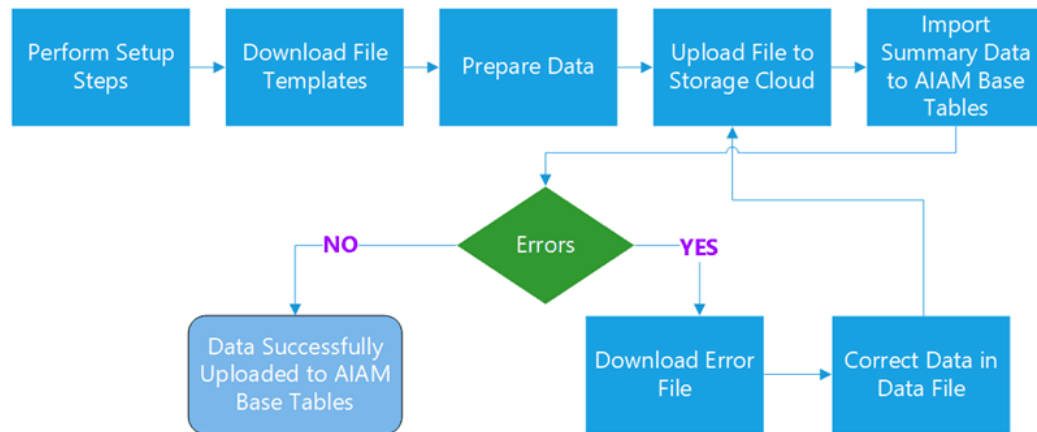 Perform Setup
Steps
Download File
Templates
Prepare Data
Upload File to
Storage Cloud
Import
Summary Data
to AIAM Base
Tables
Errors
NO
YES
Data Successfully
Uploaded to AIAM
Base Tables
Download Error
File
Correct Data in
Data File